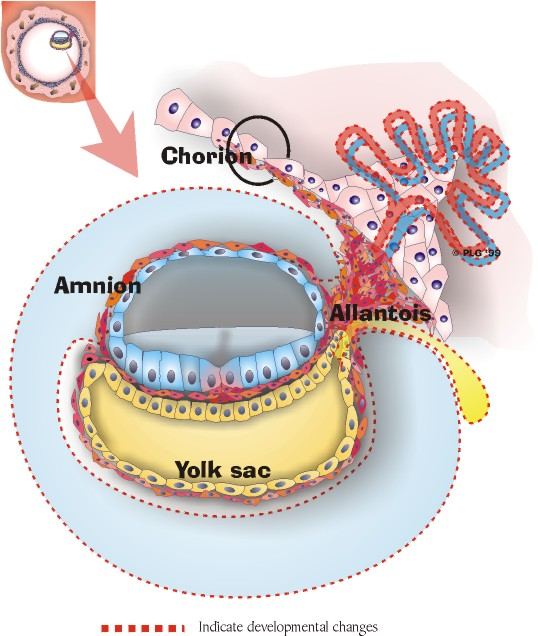 Chorion
© PLG '99
Amnion
Allantois
Yolk sac
Indicate developmental changes